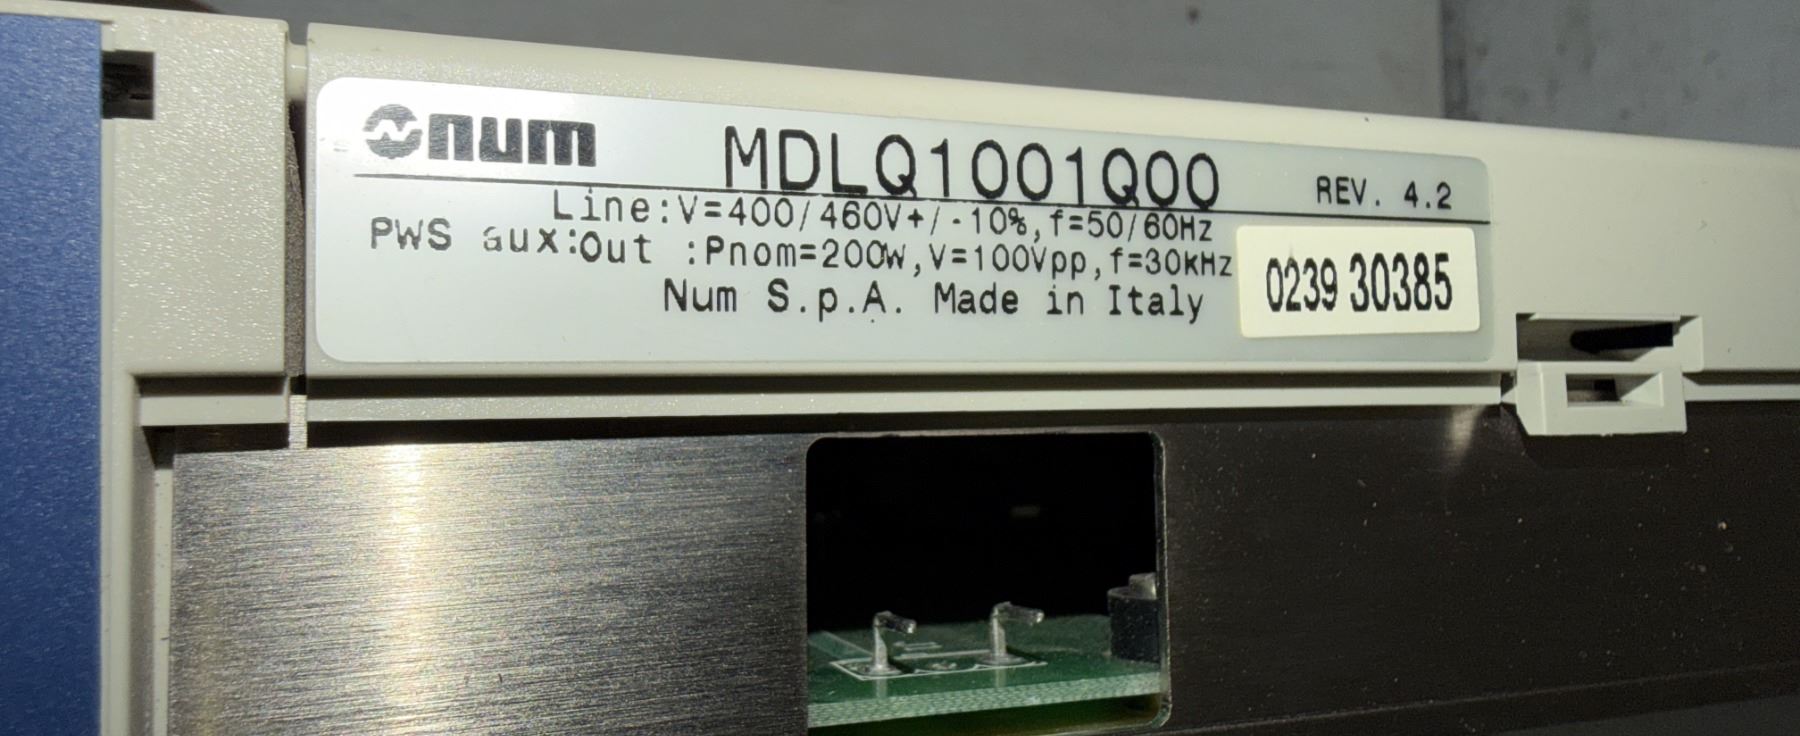 num MDLQ1001Q00 REV. 4.2
Line:V=400/460V+/-10%,f=50/60Hz
PWS aux:Out :Pnom=200W,V=100Vpp,f=30kHz
Num S.p.A. Made in Italy
0239 30385